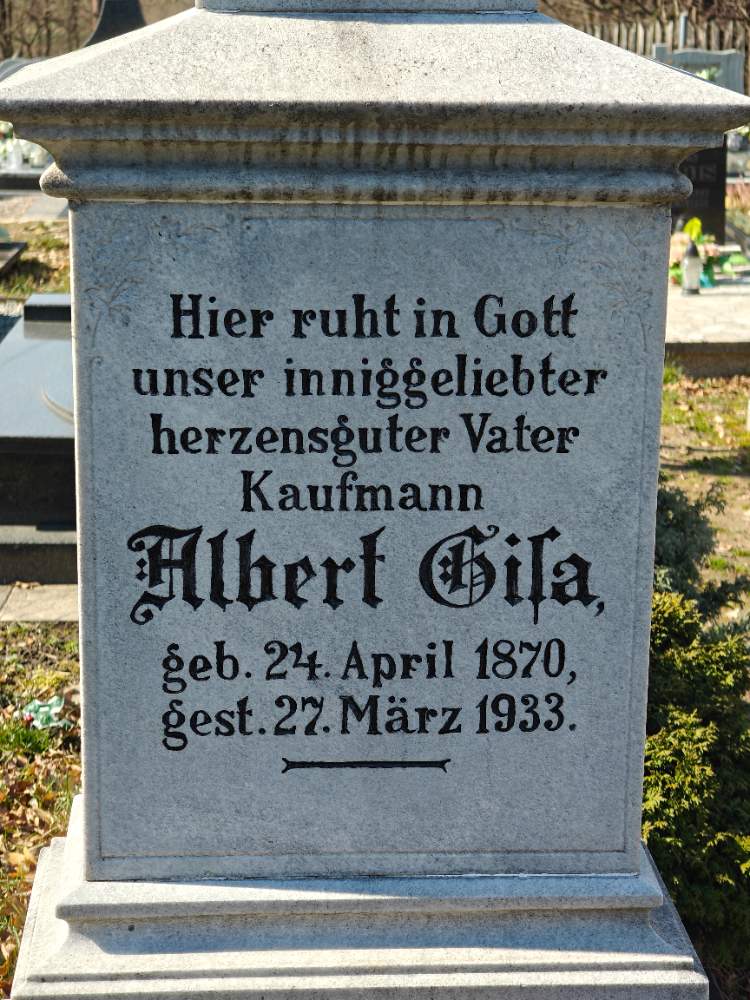 Hier ruht in Gott
unser inniggeliebter
herzensguter Vater
Kaufmann
Albert Giſa,
geb. 24. April 1870,
gest. 27. März 1933.